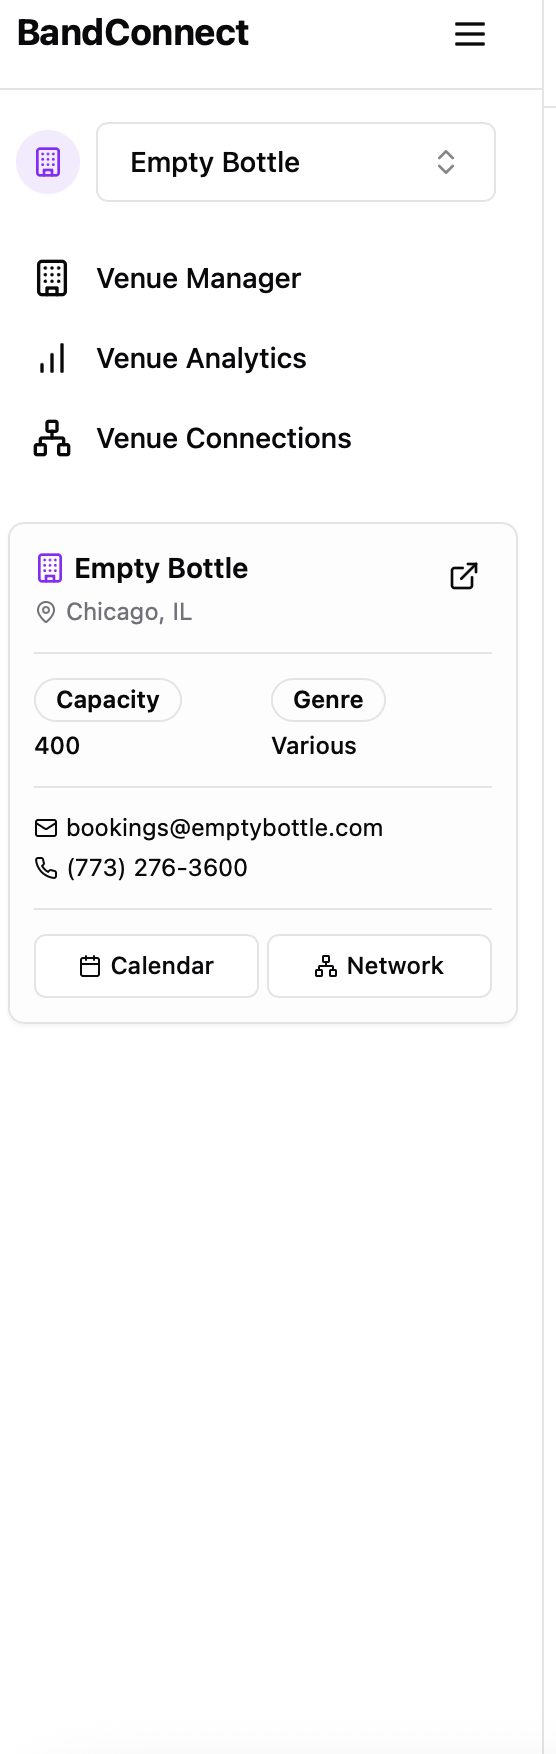 BandConnect
Empty Bottle
Venue Manager
Venue Analytics
Venue Connections
Empty Bottle
Chicago, IL
Capacity Genre
400 Various
bookings@emptybottle.com
(773) 276-3600
Calendar Network